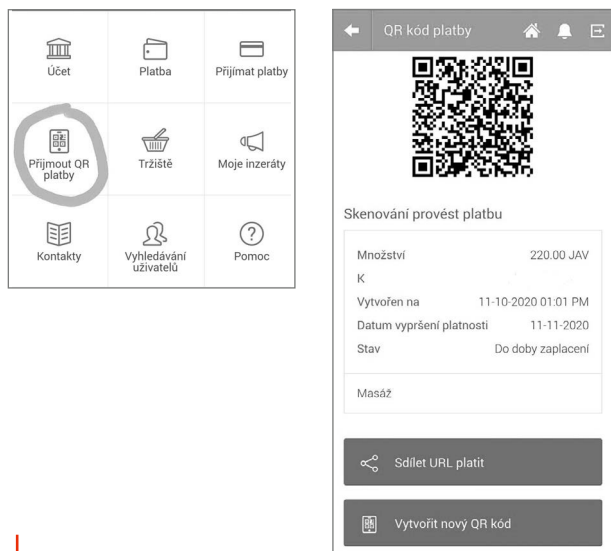 Účet
Platba
Přijímat platby
Přijmout QR
platby
Tržiště
Moje inzeráty
Kontakty
Vyhledávání
uživatelů
Pomoc
QR kód platby
Skenování provést platbu
Množství 220.00 JAV
K
Vytvořen na 11-10-2020 01:01 PM
Datum vypršení platnosti 11-11-2020
Stav Do doby zaplacení
Masáž
Sdílet URL platit
Vytvořit nový QR kód